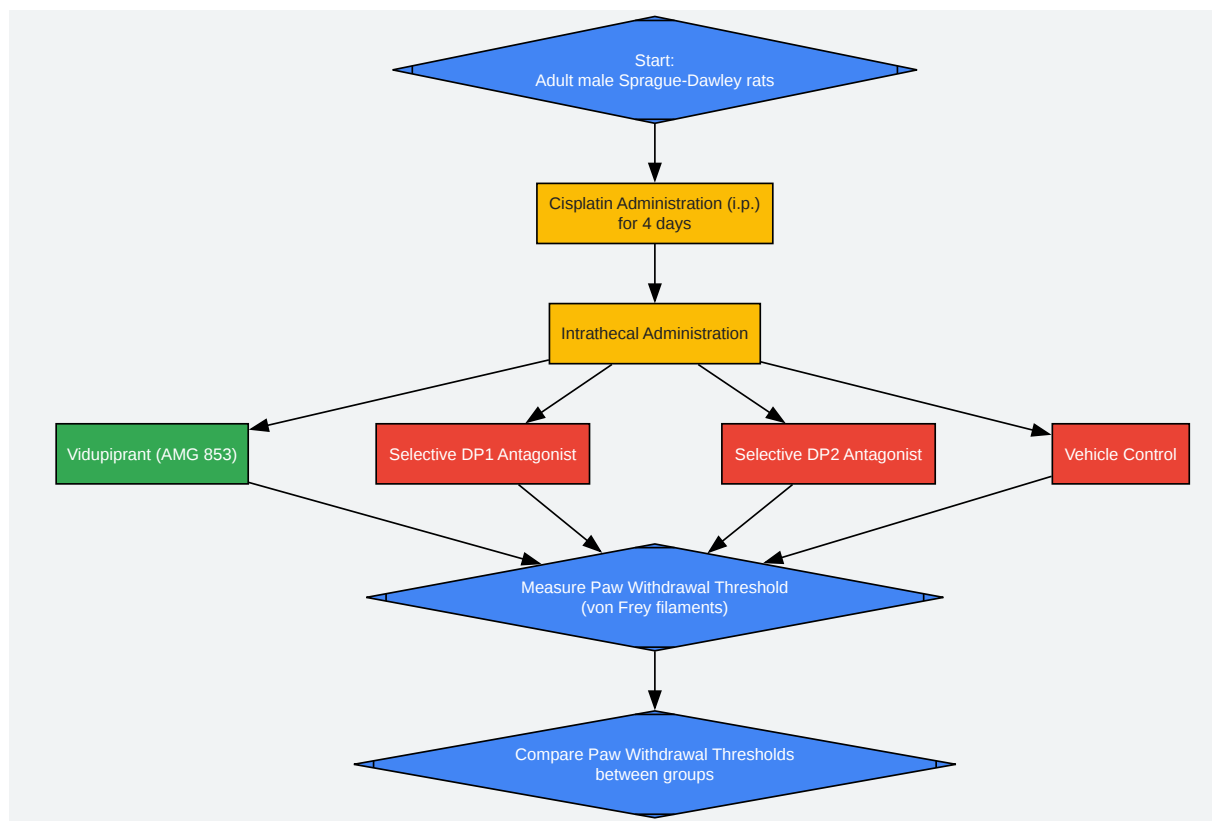 Start:
Adult male Sprague-Dawley rats
Cisplatin Administration (i.p.)
for 4 days
Intrathecal Administration
Vidupiprant (AMG 853)
Selective DP1 Antagonist
Selective DP2 Antagonist
Vehicle Control
Measure Paw Withdrawal Threshold
(von Frey filaments)
Compare Paw Withdrawal Thresholds
between groups